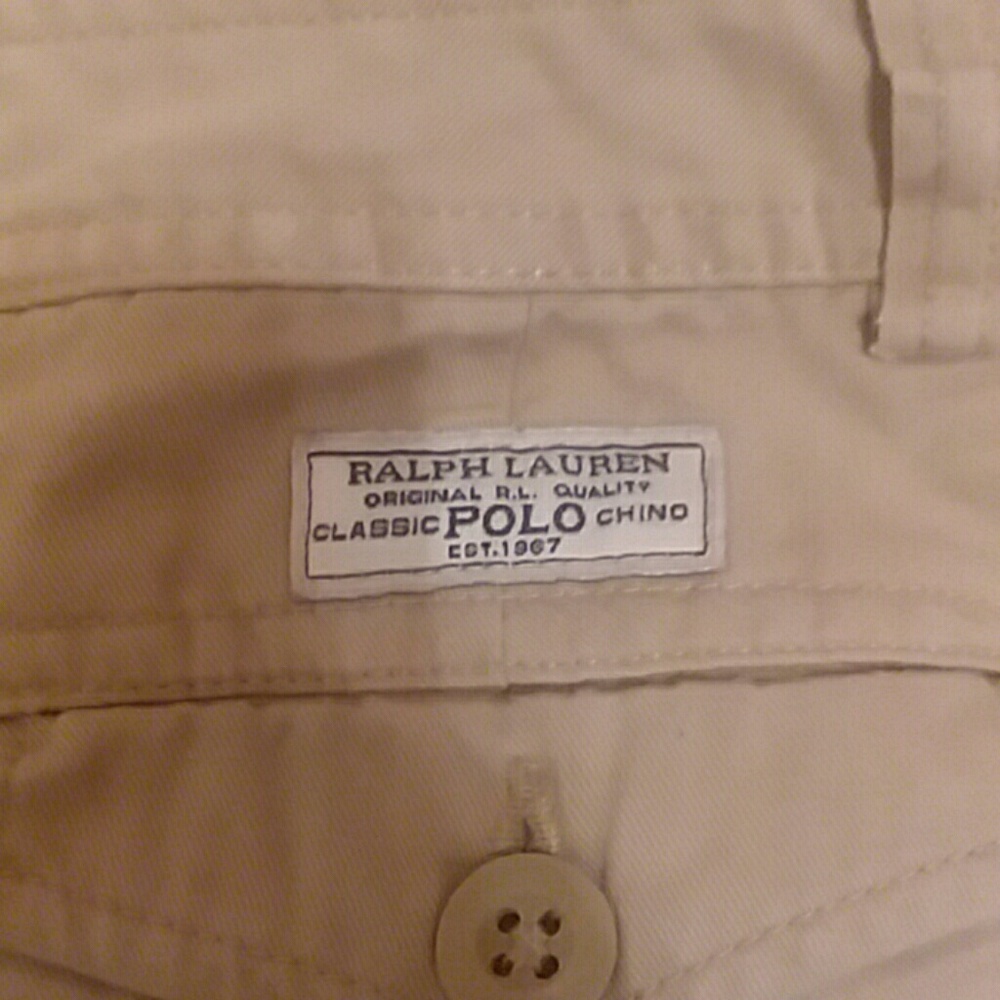 RALPH LAUREN
ORIGINAL R.L. QUALITY
CLASSIC POLO CHINO
EST.1967